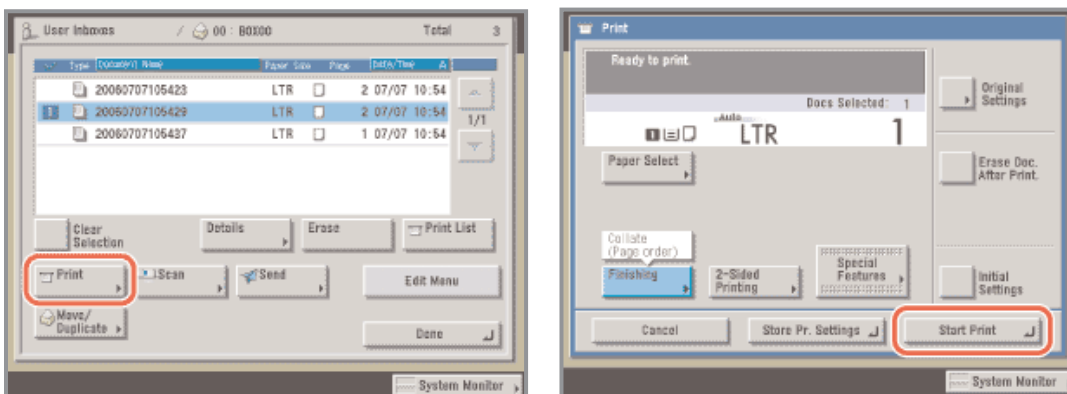 User Inboxes / 00 : BOX00 Total 3
Type Document Name Paper Size Page Date/Time
20060707105423 LTR 2 07/07 10:54
1 20060707105429 LTR 2 07/07 10:54
20060707105437 LTR 1 07/07 10:54
1/1
Clear
Selection
Details
Erase
Print List
Print
Scan
Send
Edit Menu
Move/
Duplicate
Done
System Monitor
Print
Ready to print.
Docs Selected: 1
1 Auto LTR 1
Paper Select
Collate
(Page order)
Finishing
2-Sided
Printing
Special
Features
Original
Settings
Erase Doc.
After Print.
Initial
Settings
Cancel
Store Pr. Settings
Start Print
System Monitor